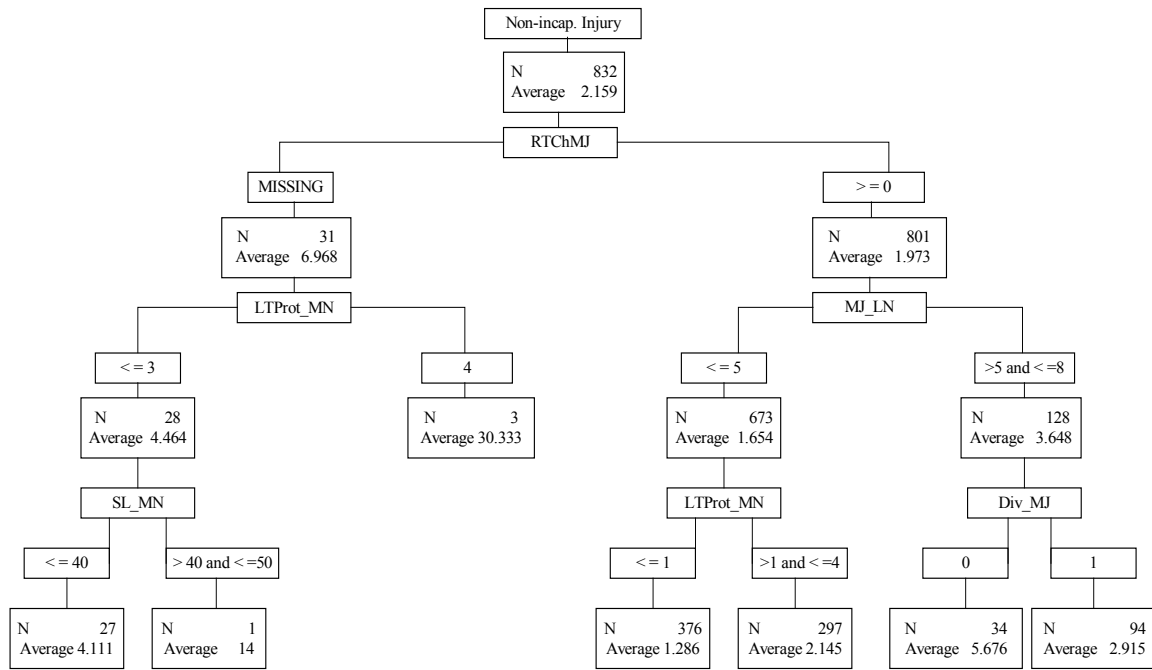 Non-incap. Injury
N 832
Average 2.159
RTChMJ
MISSING
> = 0
N 31
Average 6.968
N 801
Average 1.973
LTProt_MN
MJ_LN
< = 3
4
< = 5
>5 and < =8
N 28
Average 4.464
N 3
Average 30.333
N 673
Average 1.654
N 128
Average 3.648
SL_MN
LTProt_MN
Div_MJ
< = 40
> 40 and < =50
< = 1
>1 and < =4
0
1
N 27
Average 4.111
N 1
Average 14
N 376
Average 1.286
N 297
Average 2.145
N 34
Average 5.676
N 94
Average 2.915